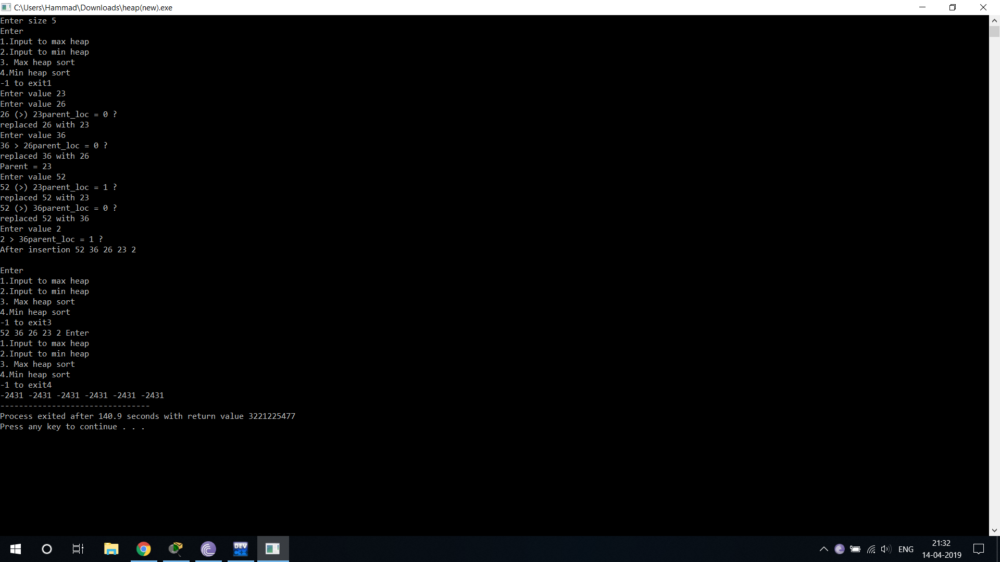 C:\Users\Hammad\Downloads\heap(new).exe
Enter size 5
Enter
1.Input to max heap
2.Input to min heap
3. Max heap sort
4.Min heap sort
-1 to exit1
Enter value 23
Enter value 26
26 (>) 23parent_loc = 0 ?
replaced 26 with 23
Enter value 36
36 > 26parent_loc = 0 ?
replaced 36 with 26
Parent = 23
Enter value 52
52 (>) 23parent_loc = 1 ?
replaced 52 with 23
52 (>) 36parent_loc = 0 ?
replaced 52 with 36
Enter value 2
2 > 36parent_loc = 1 ?
After insertion 52 36 26 23 2
Enter
1.Input to max heap
2.Input to min heap
3. Max heap sort
4.Min heap sort
-1 to exit3
52 36 26 23 2 Enter
1.Input to max heap
2.Input to min heap
3. Max heap sort
4.Min heap sort
-1 to exit4
-2431 -2431 -2431 -2431 -2431 -2431
--------------------------------
Process exited after 140.9 seconds with return value 3221225477
Press any key to continue . . .
DEV C++
ENG
21:32
14-04-2019